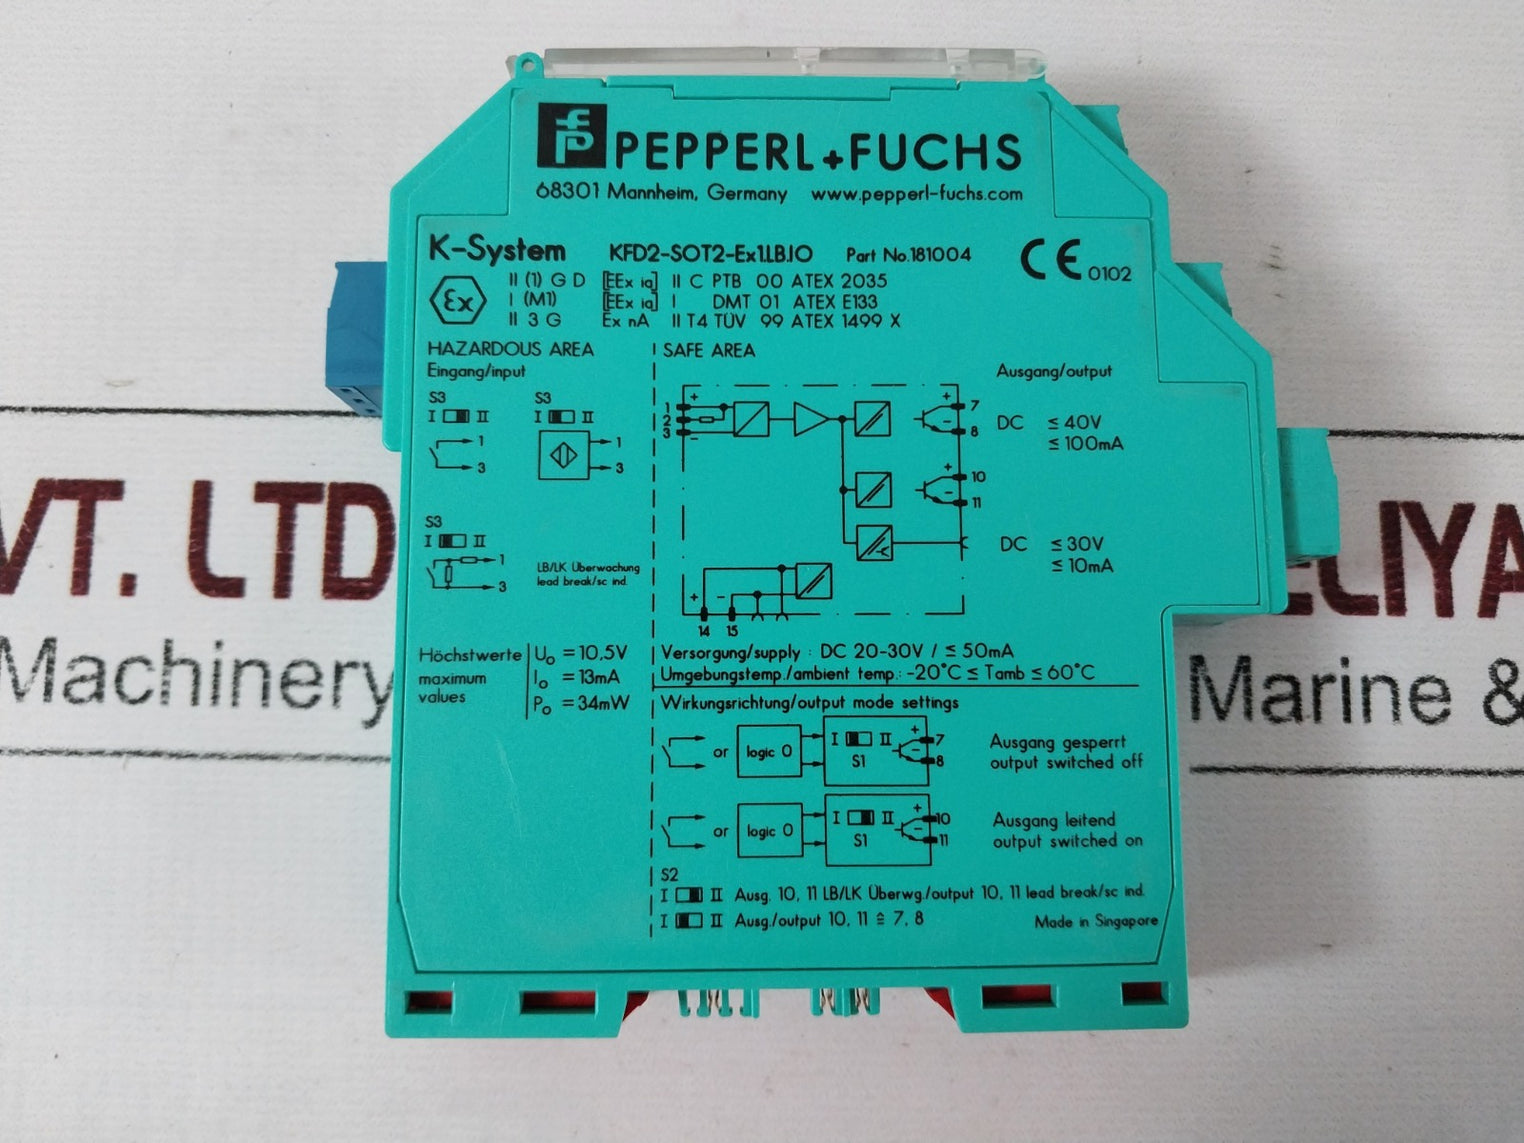 PEPPERL+FUCHS
68301 Mannheim, Germany www.pepperl-fuchs.com
K-System KFD2-SOT2-Ex1.LB.IO Part No.181004 CE 0102
Ex
II (1) G D [EEx ia] II C PTB 00 ATEX 2035
I (M1) [EEx ia] I DMT 01 ATEX E133
II 3 G Ex nA II T4 TÜV 99 ATEX 1499 X
HAZARDOUS AREA SAFE AREA
Eingang/input Ausgang/output
S3 S3
I II I II
1 1
3 3
S3
I II
1
3
LB/LK Überwachung
lead break/sc ind.
1 + + 7
2
3 - - 8
DC ≤ 40V
≤ 100mA
+ 10
- 11
DC ≤ 30V
≤ 10mA
+ -
14 15
Höchstwerte
maximum
values
Uo = 10,5V
Io = 13mA
Po = 34mW
Versorgung/supply : DC 20-30V / ≤ 50mA
Umgebungstemp./ambient temp.: -20°C ≤ Tamb ≤ 60°C
Wirkungsrichtung/output mode settings
or logic 0 I II S1 + 7 - 8
Ausgang gesperrt
output switched off
or logic 0 I II S1 + 10 - 11
Ausgang leitend
output switched on
S2
I II Ausg. 10, 11 LB/LK Überwg./output 10, 11 lead break/sc ind.
I II Ausg./output 10, 11 ≙ 7, 8
Made in Singapore
VT. LTD
Machinery
ELIYA
Marine &